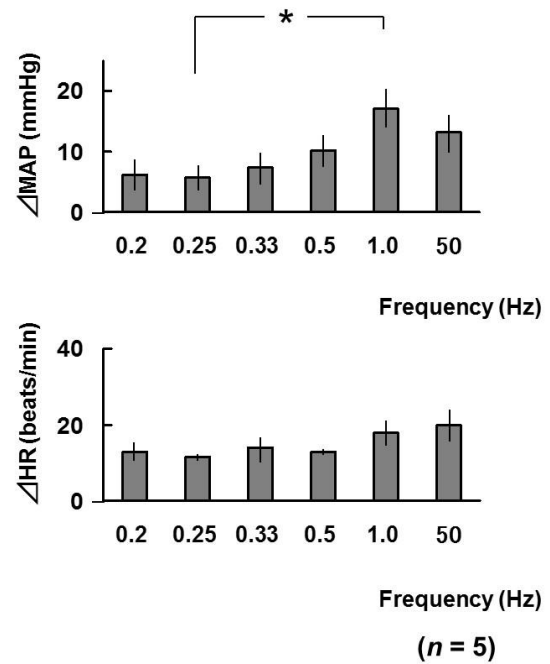 *
⊿MAP (mmHg)
20
10
0
0.2 0.25 0.33 0.5 1.0 50
Frequency (Hz)
⊿HR (beats/min)
40
20
0
0.2 0.25 0.33 0.5 1.0 50
Frequency (Hz)
(n = 5)